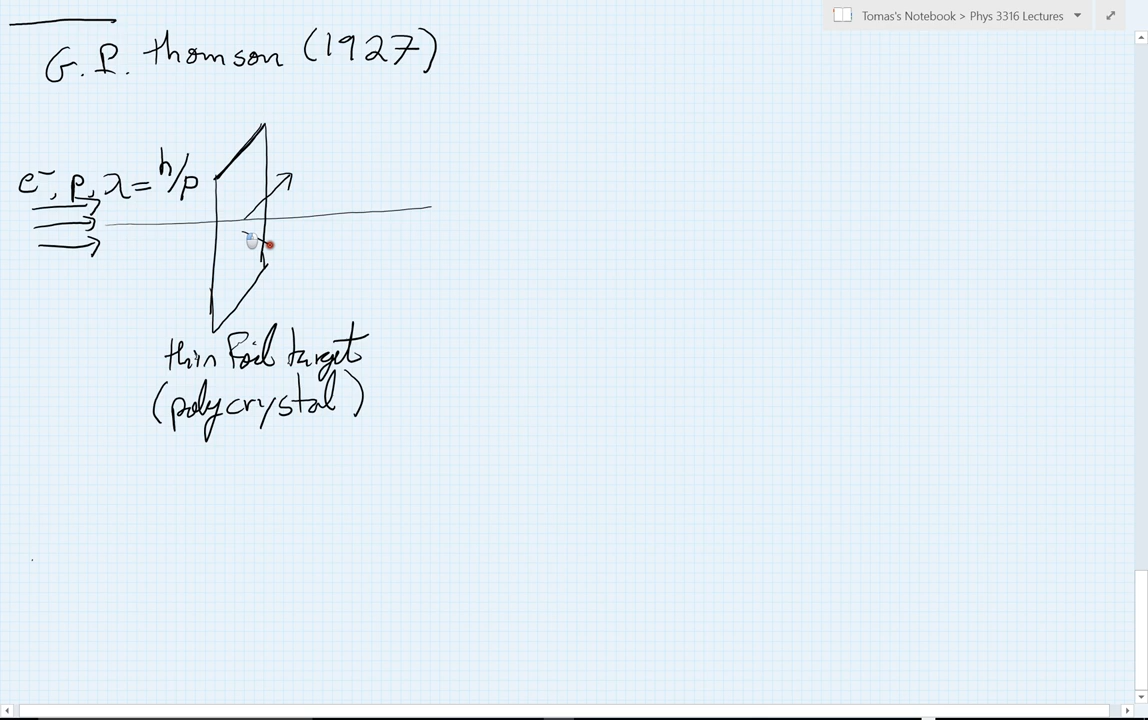 Tomas's Notebook > Phys 3316 Lectures
G. P. Thomson (1927)
e⁻, p, λ = h/p
thin foil target
(polycrystal)